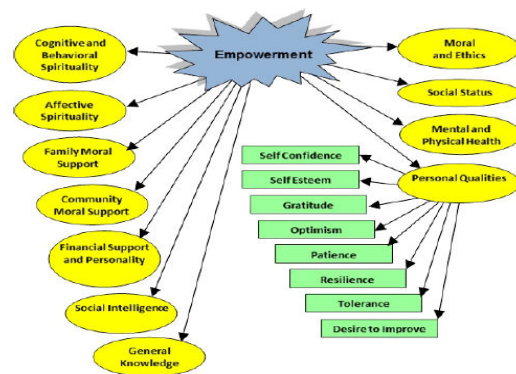 Empowerment
Cognitive and
Behavioral
Spirituality
Affective
Spirituality
Family Moral
Support
Community
Moral Support
Financial Support
and Personality
Social Intelligence
General
Knowledge
Moral
and Ethics
Social Status
Mental and
Physical Health
Personal Qualities
Self Confidence
Self Esteem
Gratitude
Optimism
Patience
Resilience
Tolerance
Desire to Improve